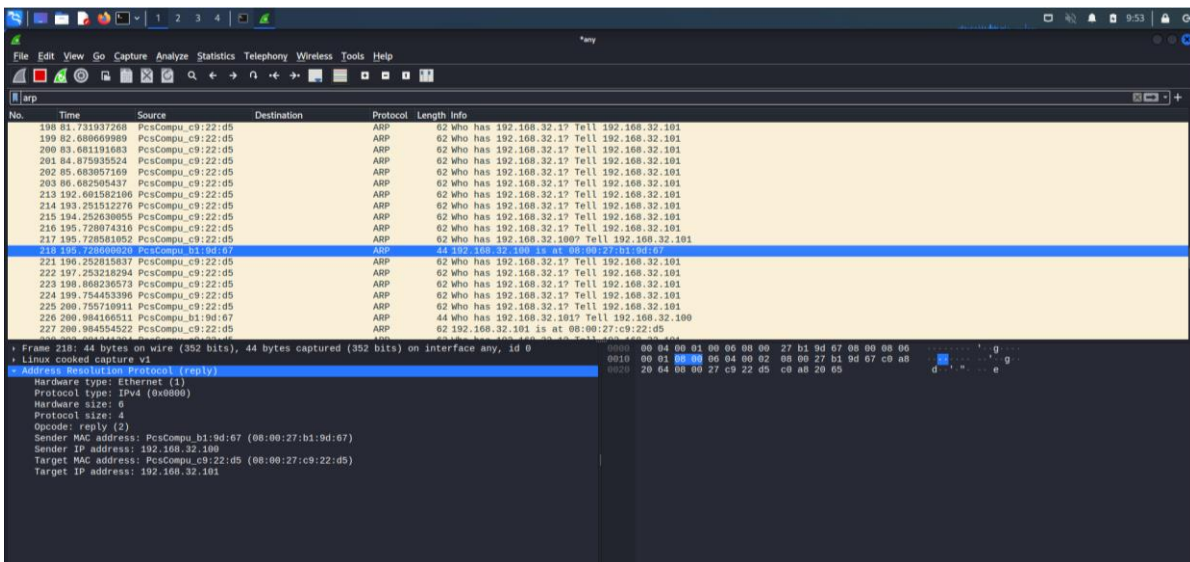 1 2 3 4 9:53
*any
File Edit View Go Capture Analyze Statistics Telephony Wireless Tools Help
arp
No. Time Source Destination Protocol Length Info
198 81.731937268 PcsCompu_c9:22:d5 ARP 62 Who has 192.168.32.1? Tell 192.168.32.101
199 82.680669989 PcsCompu_c9:22:d5 ARP 62 Who has 192.168.32.1? Tell 192.168.32.101
200 83.681191683 PcsCompu_c9:22:d5 ARP 62 Who has 192.168.32.1? Tell 192.168.32.101
201 84.875935524 PcsCompu_c9:22:d5 ARP 62 Who has 192.168.32.1? Tell 192.168.32.101
202 85.683057169 PcsCompu_c9:22:d5 ARP 62 Who has 192.168.32.1? Tell 192.168.32.101
203 86.682505437 PcsCompu_c9:22:d5 ARP 62 Who has 192.168.32.1? Tell 192.168.32.101
213 192.601582106 PcsCompu_c9:22:d5 ARP 62 Who has 192.168.32.1? Tell 192.168.32.101
214 193.251512276 PcsCompu_c9:22:d5 ARP 62 Who has 192.168.32.1? Tell 192.168.32.101
215 194.252630055 PcsCompu_c9:22:d5 ARP 62 Who has 192.168.32.1? Tell 192.168.32.101
216 195.728074316 PcsCompu_c9:22:d5 ARP 62 Who has 192.168.32.1? Tell 192.168.32.101
217 195.728581052 PcsCompu_c9:22:d5 ARP 62 Who has 192.168.32.100? Tell 192.168.32.101
218 195.728600020 PcsCompu_b1:9d:67 ARP 44 192.168.32.100 is at 08:00:27:b1:9d:67
221 196.252815837 PcsCompu_c9:22:d5 ARP 62 Who has 192.168.32.1? Tell 192.168.32.101
222 197.253218294 PcsCompu_c9:22:d5 ARP 62 Who has 192.168.32.1? Tell 192.168.32.101
223 198.868236573 PcsCompu_c9:22:d5 ARP 62 Who has 192.168.32.1? Tell 192.168.32.101
224 199.754453396 PcsCompu_c9:22:d5 ARP 62 Who has 192.168.32.1? Tell 192.168.32.101
225 200.755710911 PcsCompu_c9:22:d5 ARP 62 Who has 192.168.32.1? Tell 192.168.32.101
226 200.984166511 PcsCompu_b1:9d:67 ARP 44 Who has 192.168.32.101? Tell 192.168.32.100
227 200.984554522 PcsCompu_c9:22:d5 ARP 62 192.168.32.101 is at 08:00:27:c9:22:d5
Frame 218: 44 bytes on wire (352 bits), 44 bytes captured (352 bits) on interface any, id 0
Linux cooked capture v1
Address Resolution Protocol (reply)
Hardware type: Ethernet (1)
Protocol type: IPv4 (0x0800)
Hardware size: 6
Protocol size: 4
Opcode: reply (2)
Sender MAC address: PcsCompu_b1:9d:67 (08:00:27:b1:9d:67)
Sender IP address: 192.168.32.100
Target MAC address: PcsCompu_c9:22:d5 (08:00:27:c9:22:d5)
Target IP address: 192.168.32.101
0000 00 04 00 01 00 06 08 00 27 b1 9d 67 08 00 08 06 ········ '··g····
0010 00 01 08 00 06 04 00 02 08 00 27 b1 9d 67 c0 a8 ········ ··'··g··
0020 20 64 08 00 27 c9 22 d5 c0 a8 20 65 d··'·"· ·· e